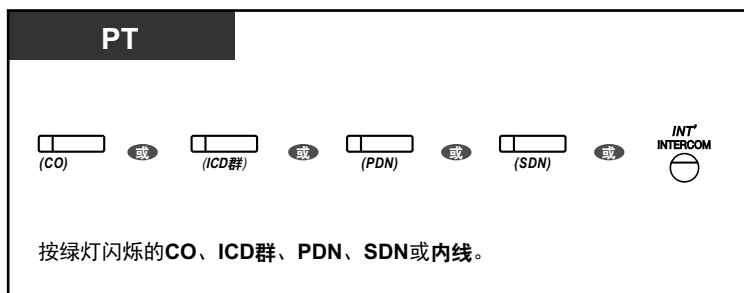 PT
INT'
(CO) 或 (ICD群) 或 (PDN) 或 (SDN) 或 INTERCOM
按绿灯闪烁的CO、ICD群、PDN、SDN或内线。